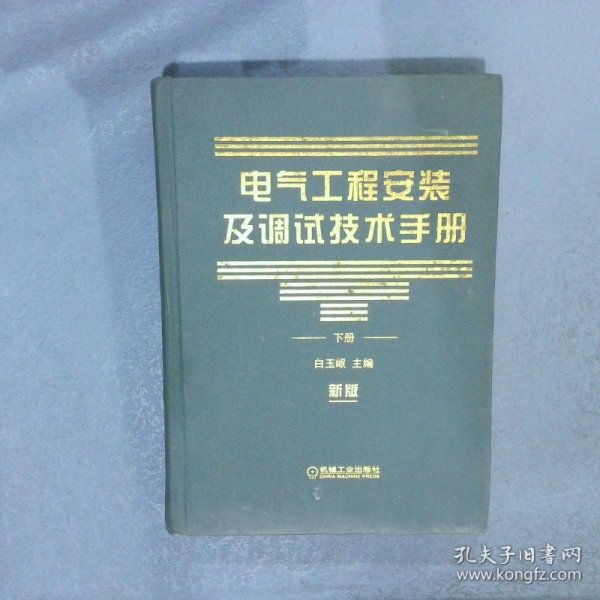 电气工程安装
及调试技术手册
下册
白玉岷 主编
新版
机械工业出版社
CHINA MACHINE PRESS
孔夫子旧书网
www.kongfz.com